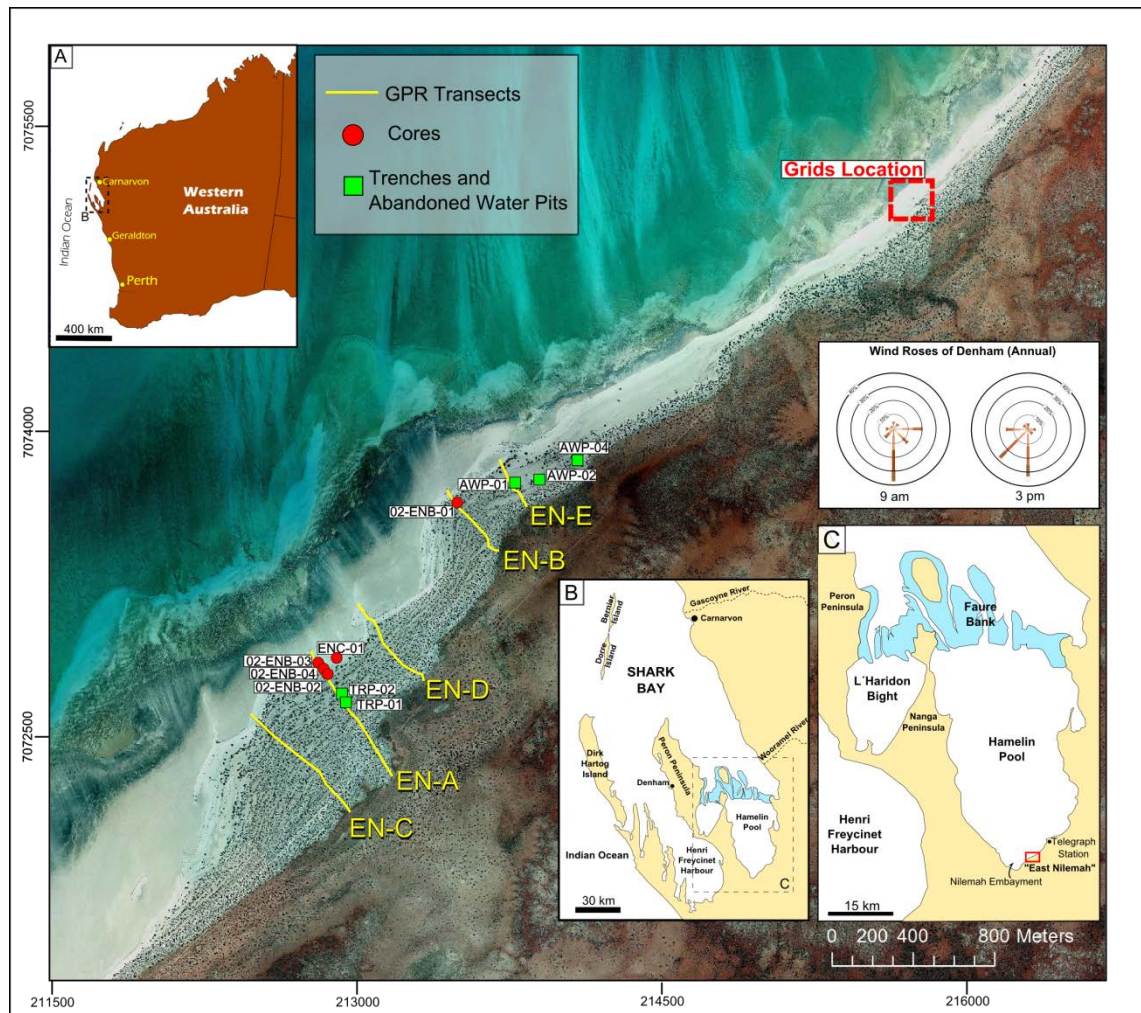 A
Carnarvon
Western
Australia
B
Indian Ocean
Geraldton
Perth
400 km
GPR Transects
Cores
Trenches and
Abandoned Water Pits
Grids Location
7075500
7074000
7072500
AWP-04
AWP-01
AWP-02
02-ENB-01
EN-E
EN-B
ENC-01
02-ENB-03
02-ENB-04
02-ENB-02
TRP-02
TRP-01
EN-D
EN-A
EN-C
Wind Roses of Denham (Annual)
9 am
3 pm
B
Bernier
Island
Dorre
Island
Gascoyne River
Carnarvon
SHARK
BAY
Wooramel River
Dirk
Hartog
Island
Peron Peninsula
Denham
Hamelin
Pool
Henri
Freycinet
Harbour
Indian Ocean
C
30 km
C
Peron
Peninsula
Faure
Bank
L´Haridon
Bight
Nanga
Peninsula
Hamelin
Pool
Henri
Freycinet
Harbour
Telegraph
Station
"East Nilemah"
Nilemah Embayment
15 km
0 200 400 800 Meters
211500
213000
214500
216000